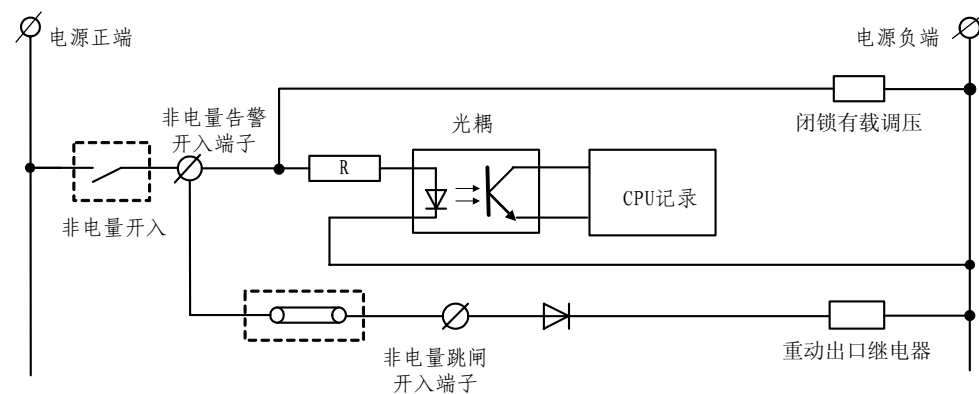 电源正端
电源负端
非电量告警
开入端子
光耦
闭锁有载调压
R
CPU记录
非电量开入
非电量跳闸
开入端子
重动出口继电器